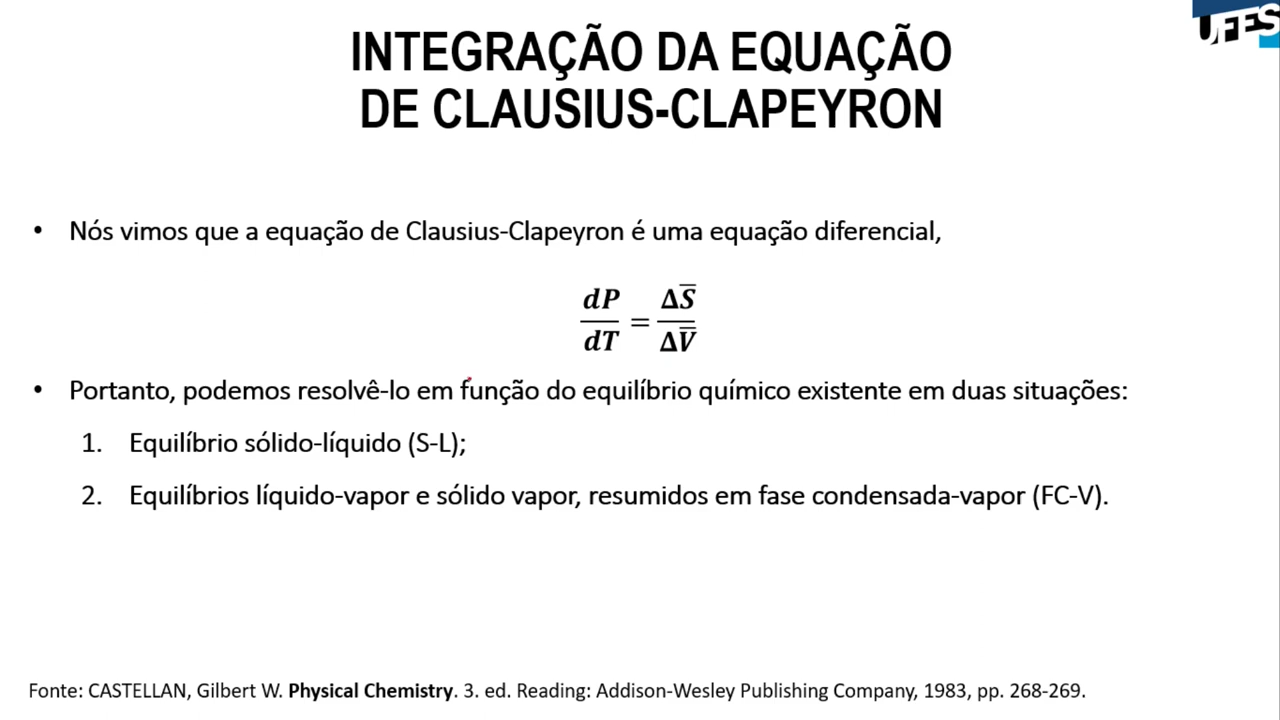 UFES
INTEGRAÇÃO DA EQUAÇÃO
DE CLAUSIUS-CLAPEYRON
• Nós vimos que a equação de Clausius-Clapeyron é uma equação diferencial,
dP/dT = ΔS̅/ΔV̅
• Portanto, podemos resolvê-lo em função do equilíbrio químico existente em duas situações:
1. Equilíbrio sólido-líquido (S-L);
2. Equilíbrios líquido-vapor e sólido vapor, resumidos em fase condensada-vapor (FC-V).
Fonte: CASTELLAN, Gilbert W. Physical Chemistry. 3. ed. Reading: Addison-Wesley Publishing Company, 1983, pp. 268-269.